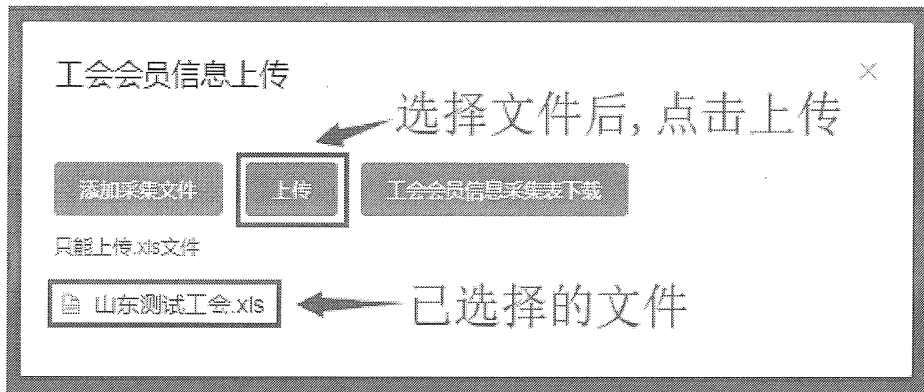 工会会员信息上传
×
选择文件后,点击上传
添加采集文件 上传 工会会员信息采集表下载
只能上传.xls文件
山东测试工会.xls
已选择的文件